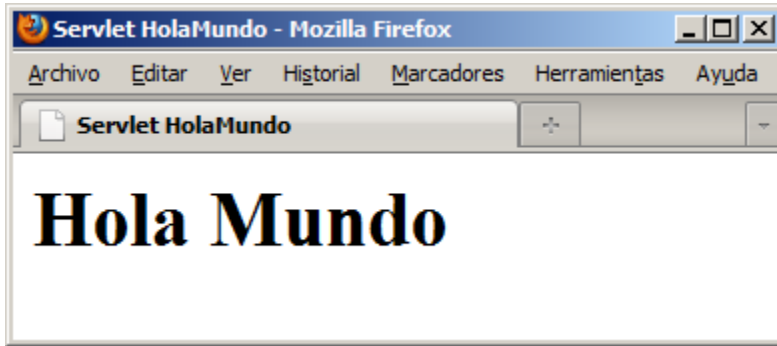 Servlet HolaMundo - Mozilla Firefox
Archivo Editar Ver Historial Marcadores Herramientas Ayuda
Servlet HolaMundo
Hola Mundo